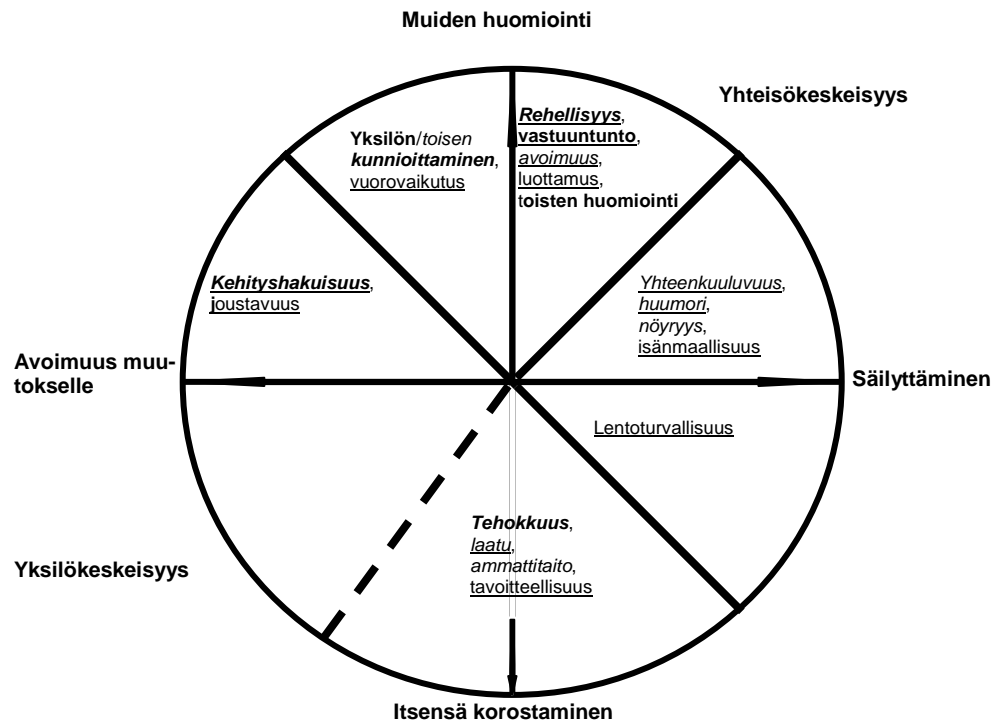 Muiden huomiointi
Yhteisökeskeisyys
Yksilön/toisen
kunnioittaminen,
vuorovaikutus
Rehellisyys,
vastuuntunto,
avoimuus,
luottamus,
toisten huomiointi
Kehityshakuisuus,
joustavuus
Yhteenkuuluvuus,
huumori,
nöyryys,
isänmaallisuus
Avoimuus muu-
tokselle
Säilyttäminen
Lentoturvallisuus
Tehokkuus,
laatu,
ammattitaito,
tavoitteellisuus
Yksilökeskeisyys
Itsensä korostaminen